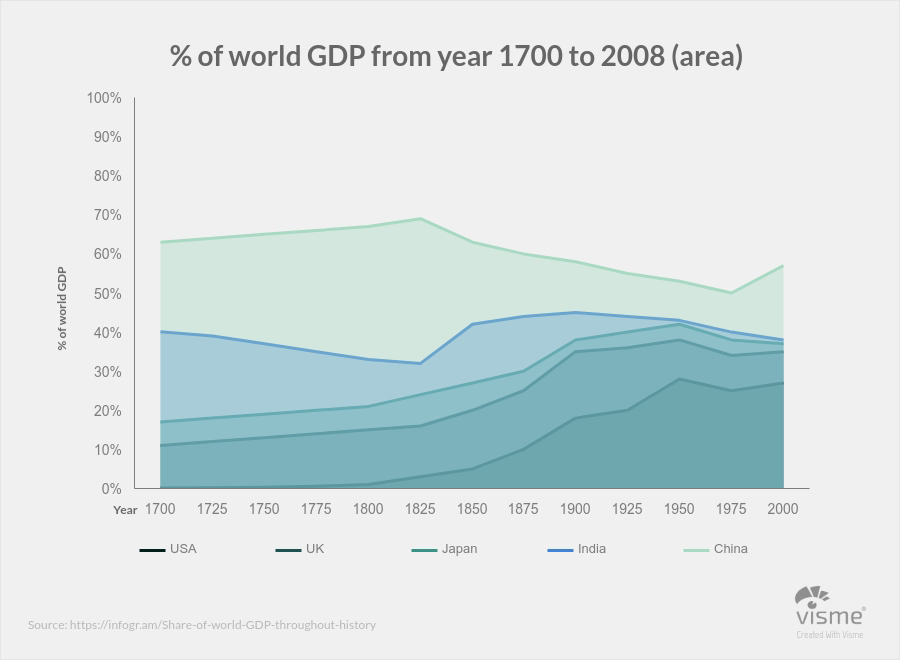 % of world GDP from year 1700 to 2008 (area)
100%
90%
80%
70%
60%
50%
40%
30%
20%
10%
0%
% of world GDP
Year 1700 1725 1750 1775 1800 1825 1850 1875 1900 1925 1950 1975 2000
USA UK Japan India China
Source: https://infogr.am/Share-of-world-GDP-throughout-history
visme®
Created With Visme